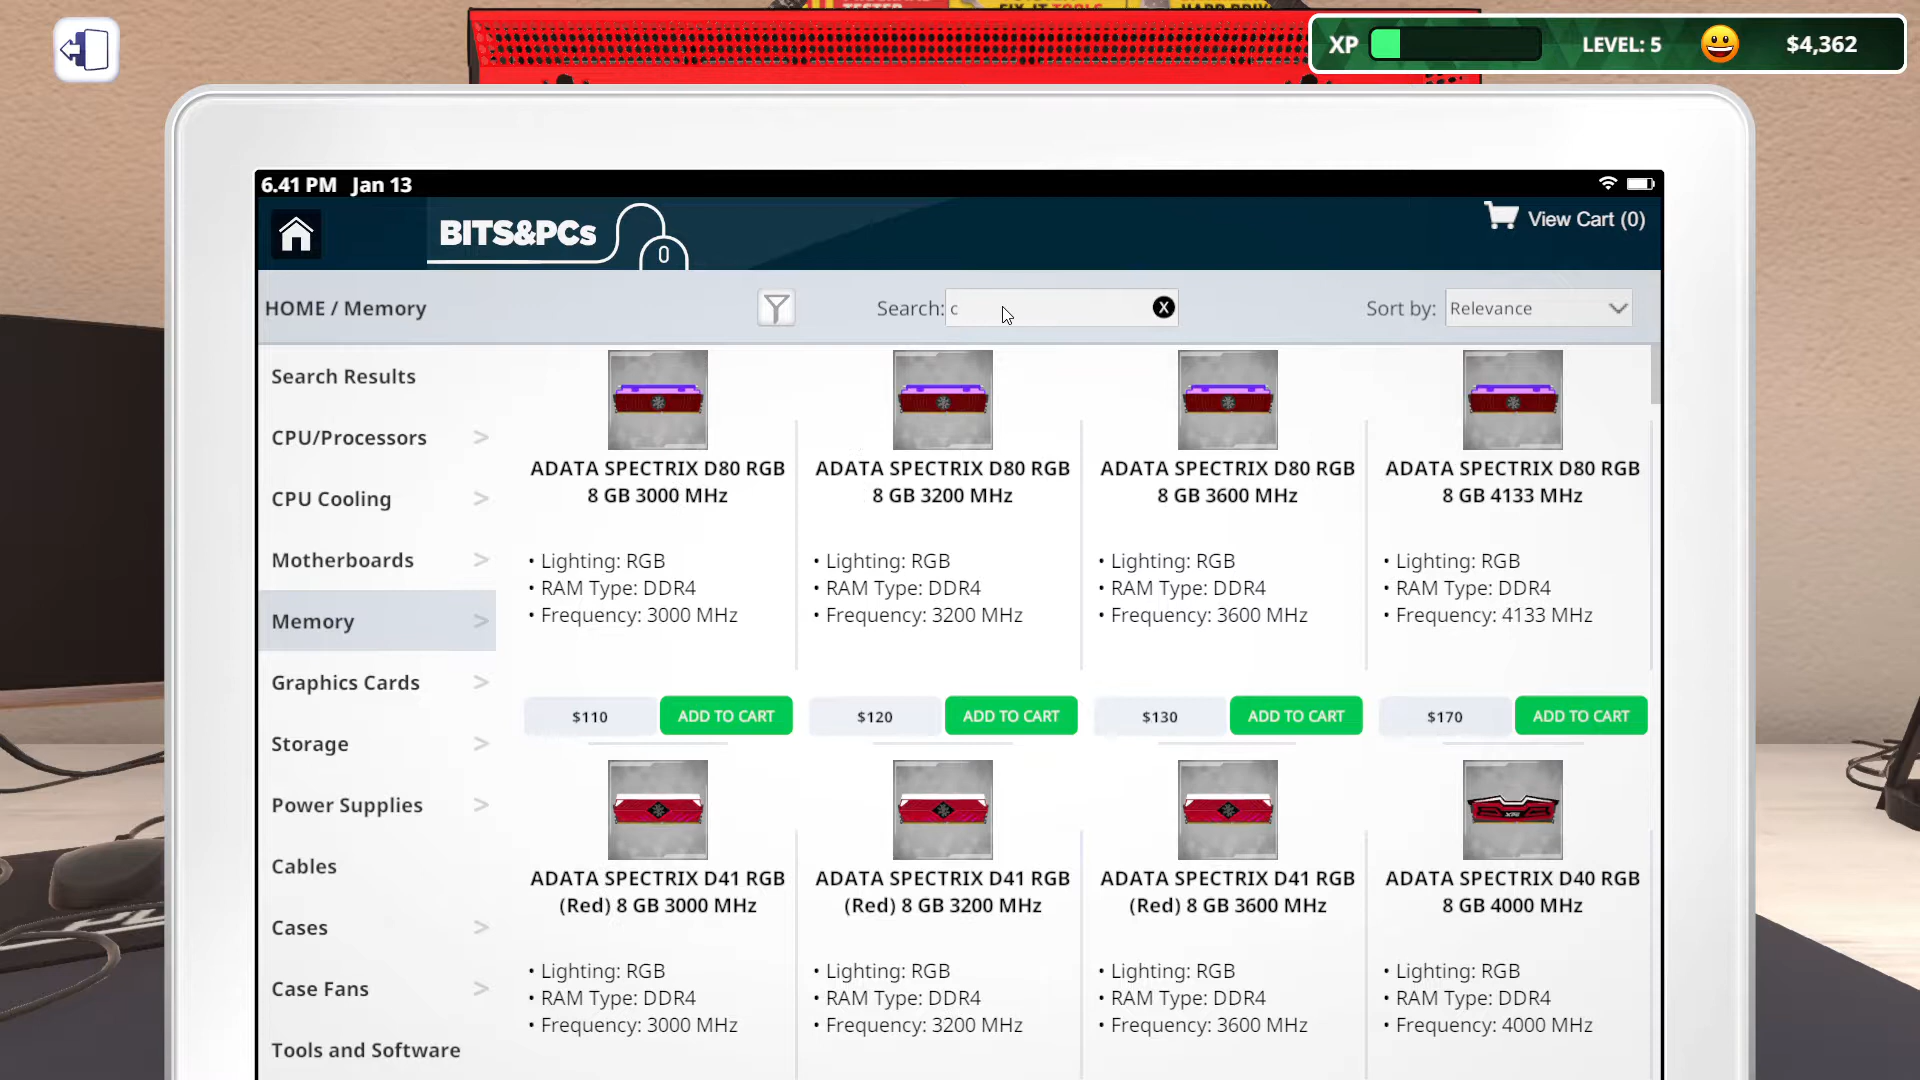 XP LEVEL: 5 $4,362
6.41 PM Jan 13
BITS&PCs
View Cart (0)
HOME / Memory
Search: c
X
Sort by: Relevance
Search Results
CPU/Processors >
CPU Cooling >
Motherboards >
Memory >
Graphics Cards >
Storage >
Power Supplies >
Cables
Cases >
Case Fans >
Tools and Software
ADATA SPECTRIX D80 RGB
8 GB 3000 MHz
• Lighting: RGB
• RAM Type: DDR4
• Frequency: 3000 MHz
$110 ADD TO CART
ADATA SPECTRIX D80 RGB
8 GB 3200 MHz
• Lighting: RGB
• RAM Type: DDR4
• Frequency: 3200 MHz
$120 ADD TO CART
ADATA SPECTRIX D80 RGB
8 GB 3600 MHz
• Lighting: RGB
• RAM Type: DDR4
• Frequency: 3600 MHz
$130 ADD TO CART
ADATA SPECTRIX D80 RGB
8 GB 4133 MHz
• Lighting: RGB
• RAM Type: DDR4
• Frequency: 4133 MHz
$170 ADD TO CART
ADATA SPECTRIX D41 RGB
(Red) 8 GB 3000 MHz
• Lighting: RGB
• RAM Type: DDR4
• Frequency: 3000 MHz
ADATA SPECTRIX D41 RGB
(Red) 8 GB 3200 MHz
• Lighting: RGB
• RAM Type: DDR4
• Frequency: 3200 MHz
ADATA SPECTRIX D41 RGB
(Red) 8 GB 3600 MHz
• Lighting: RGB
• RAM Type: DDR4
• Frequency: 3600 MHz
ADATA SPECTRIX D40 RGB
8 GB 4000 MHz
• Lighting: RGB
• RAM Type: DDR4
• Frequency: 4000 MHz